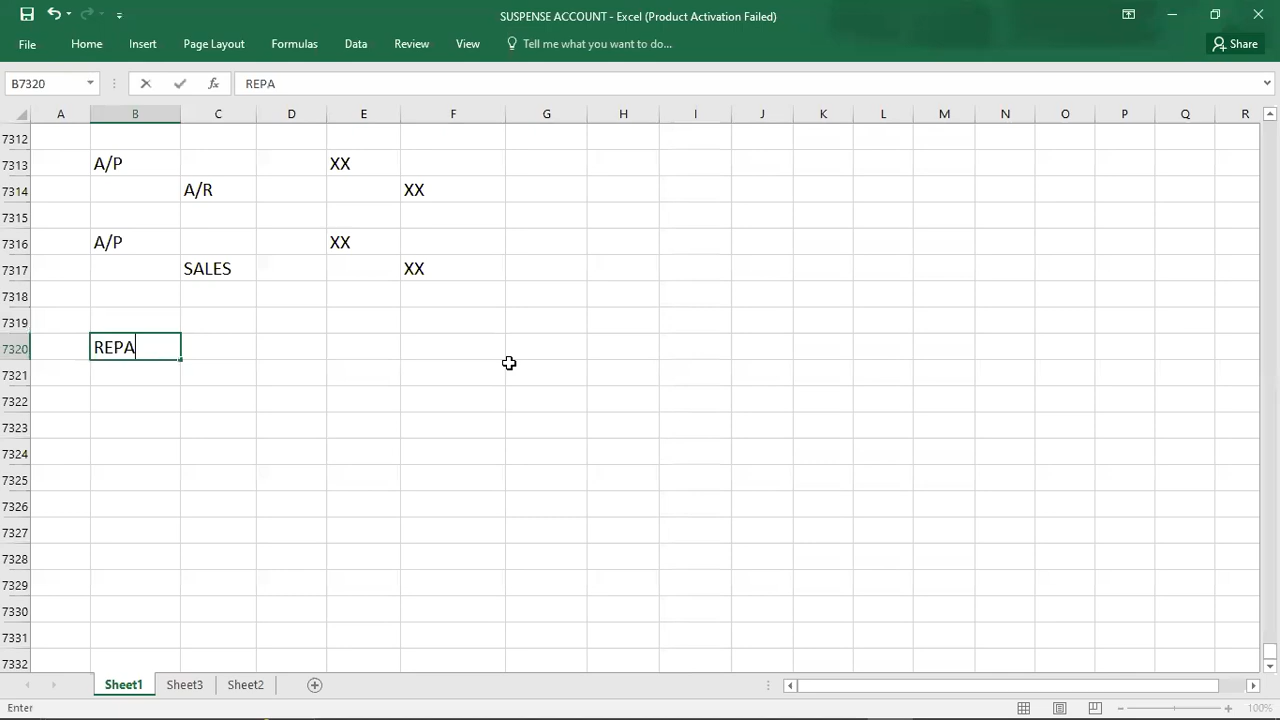 SUSPENSE ACCOUNT - Excel (Product Activation Failed)
File Home Insert Page Layout Formulas Data Review View Tell me what you want to do... Share
B7320 fx REPA
A B C D E F G H I J K L M N O P Q R
7312
7313 A/P XX
7314 A/R XX
7315
7316 A/P XX
7317 SALES XX
7318
7319
7320 REPA
7321
7322
7323
7324
7325
7326
7327
7328
7329
7330
7331
7332
Sheet1 Sheet3 Sheet2
Enter 100%